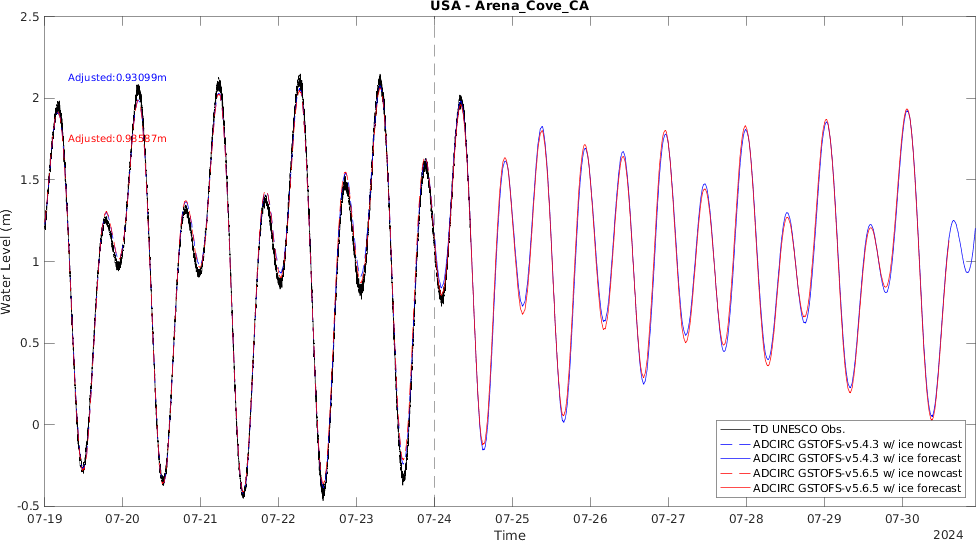 USA - Arena_Cove_CA
2.5
2
1.5
1
0.5
0
-0.5
Water Level (m)
Adjusted:0.93099m
07-19 07-20 07-21 07-22 07-23 07-24 07-25 07-26 07-27 07-28 07-29 07-30
Time
2024
TD UNESCO Obs.
ADCIRC GSTOFS-v5.4.3 w/ ice nowcast
ADCIRC GSTOFS-v5.4.3 w/ ice forecast
ADCIRC GSTOFS-v5.6.5 w/ ice nowcast
ADCIRC GSTOFS-v5.6.5 w/ ice forecast